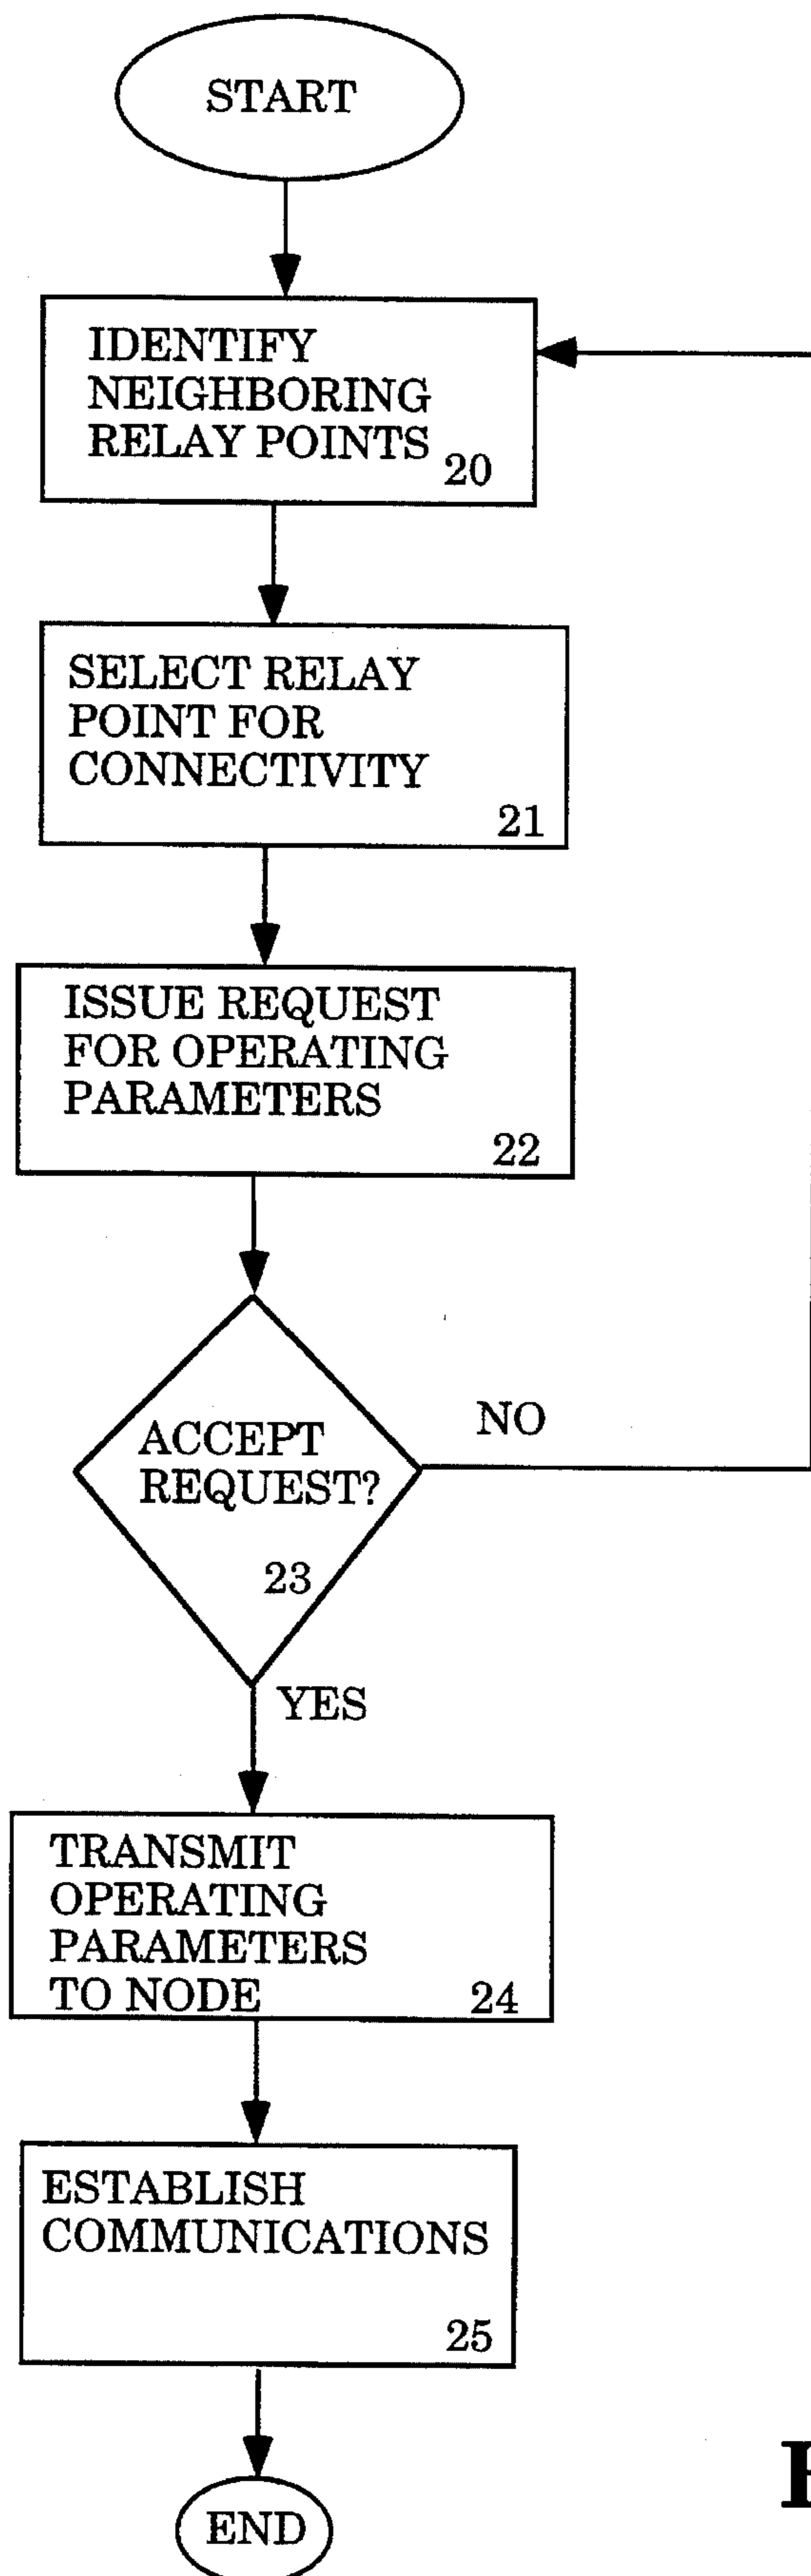 START
IDENTIFY
NEIGHBORING
RELAY POINTS
20
SELECT RELAY
POINT FOR
CONNECTIVITY
21
ISSUE REQUEST
FOR OPERATING
PARAMETERS
22
ACCEPT
REQUEST?
NO
23
YES
TRANSMIT
OPERATING
PARAMETERS
TO NODE
24
ESTABLISH
COMMUNICATIONS
25
END